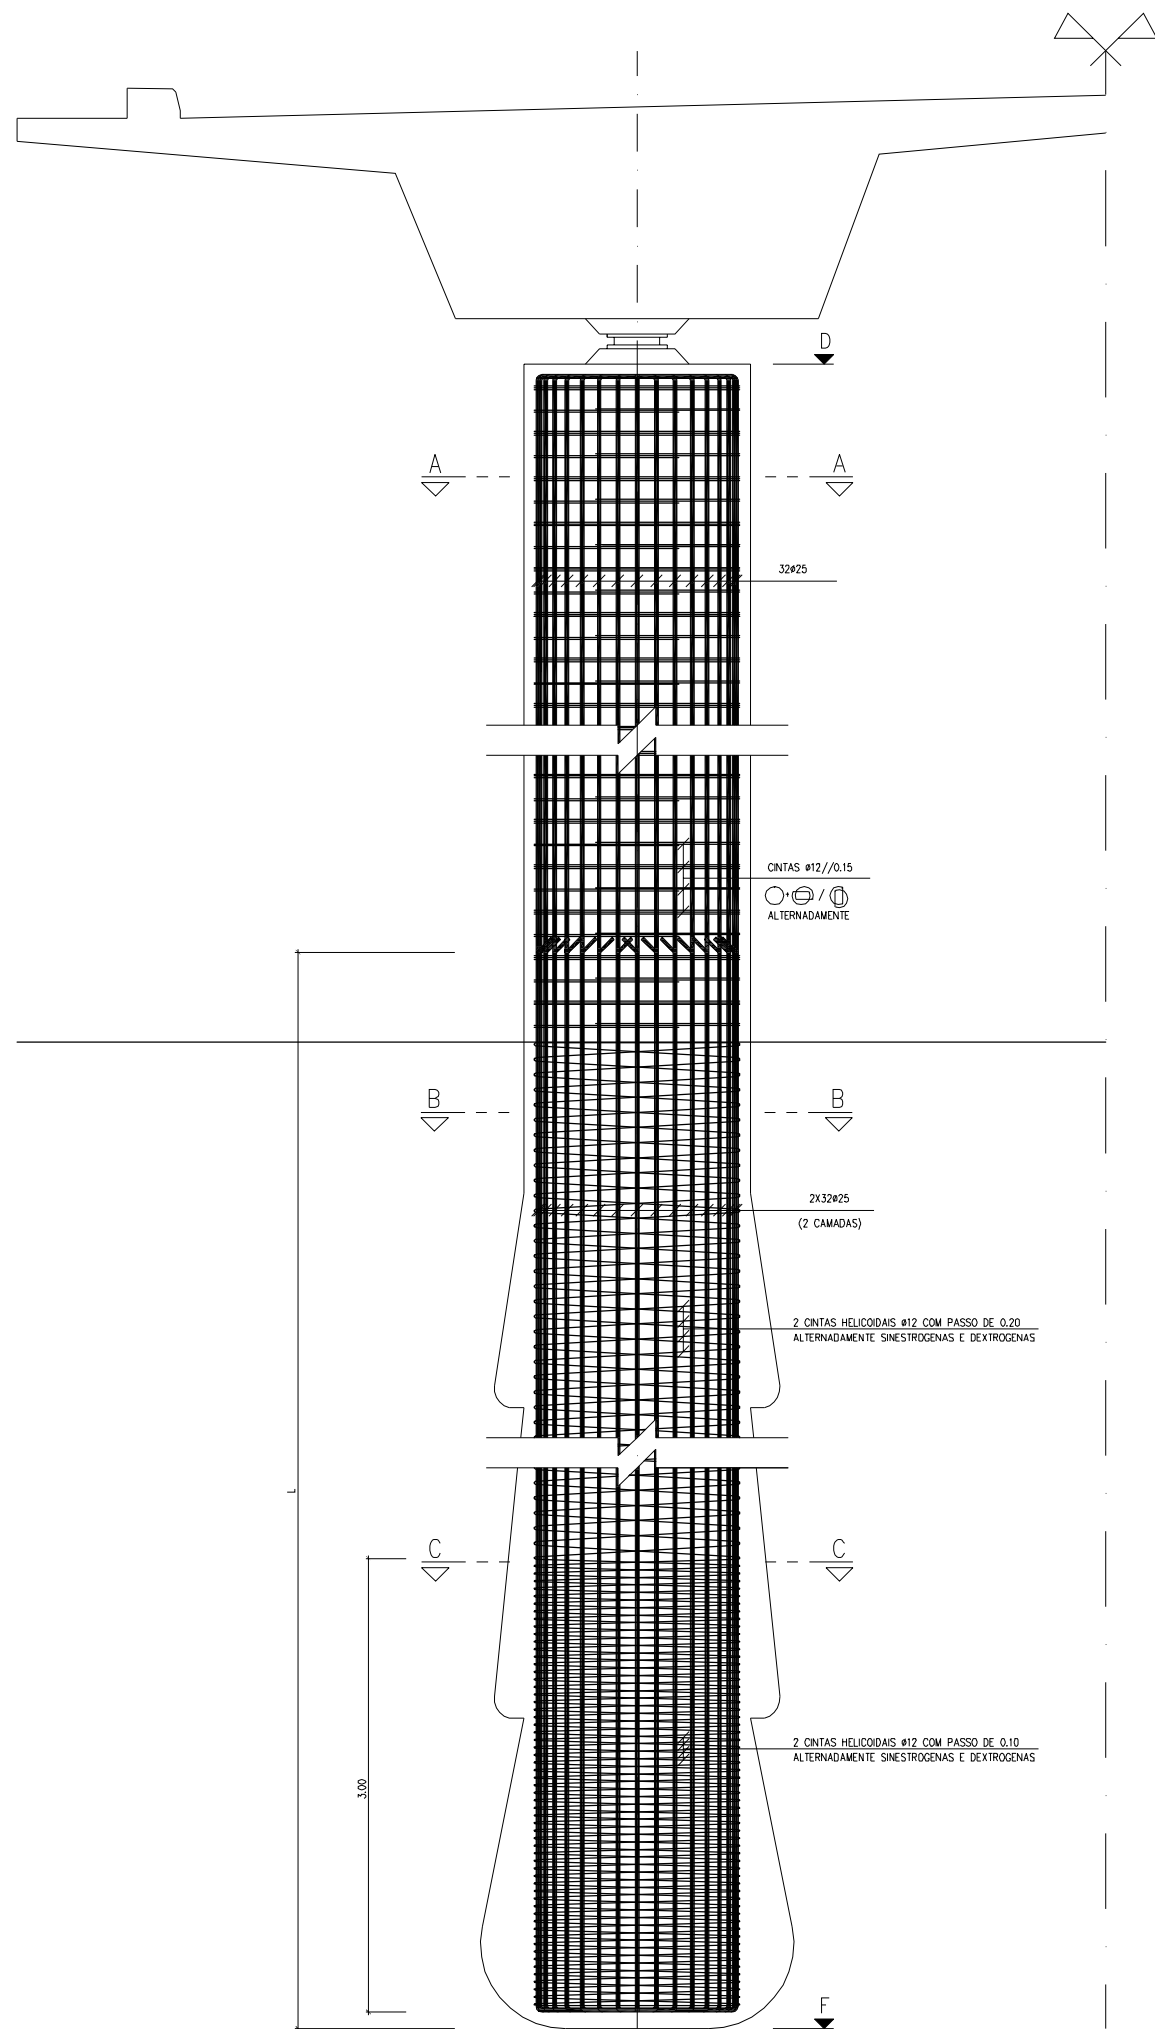 D
A A
32ø25
CINTAS ø12//0.15
+ /
ALTERNADAMENTE
B B
2X32ø25
(2 CAMADAS)
2 CINTAS HELICOIDAIS ø12 COM PASSO DE 0.20
ALTERNADAMENTE SINESTROGENAS E DEXTROGENAS
L
C C
2 CINTAS HELICOIDAIS ø12 COM PASSO DE 0.10
ALTERNADAMENTE SINESTROGENAS E DEXTROGENAS
3.00
F